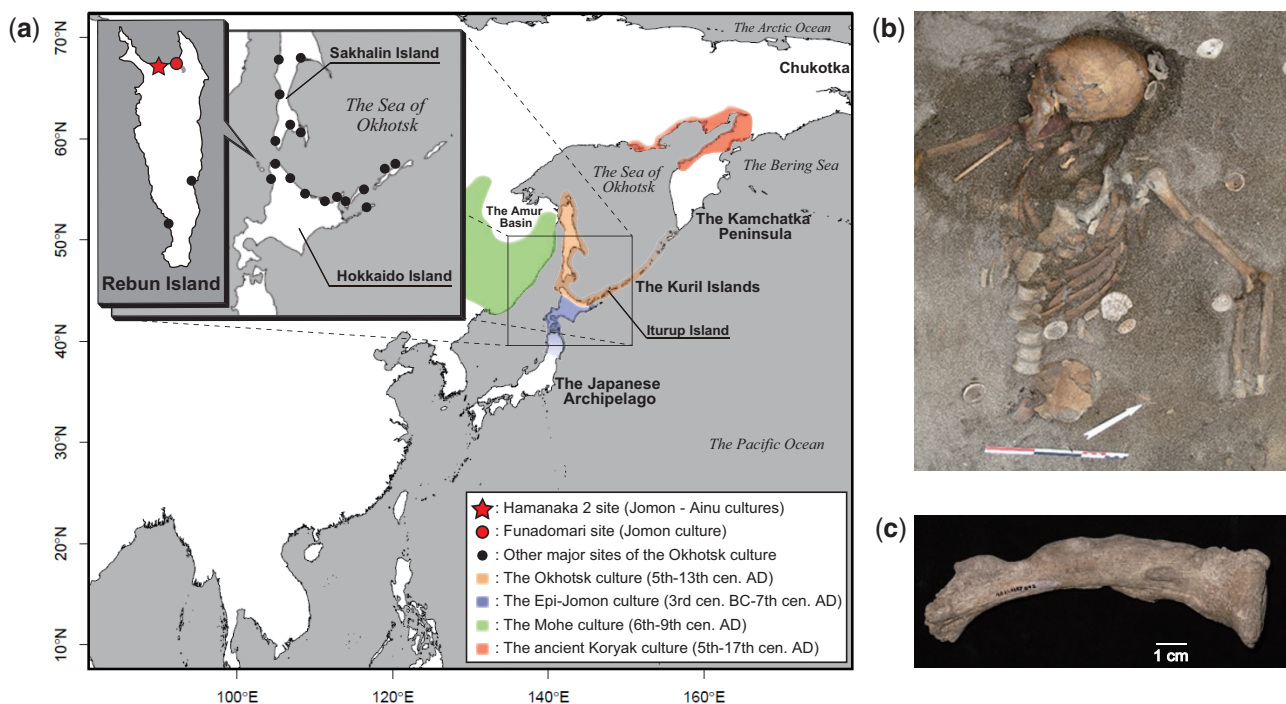 (a)
70°N
60°N
50°N
40°N
30°N
20°N
10°N
100°E
120°E
140°E
160°E
Rebun Island
Sakhalin Island
The Sea of
Okhotsk
Hokkaido Island
The Arctic Ocean
Chukotka
The Sea of
Okhotsk
The Bering Sea
The Amur
Basin
The Kamchatka
Peninsula
The Kuril Islands
Iturup Island
The Japanese
Archipelago
The Pacific Ocean
: Hamanaka 2 site (Jomon - Ainu cultures)
: Funadomari site (Jomon culture)
: Other major sites of the Okhotsk culture
: The Okhotsk culture (5th-13th cen. AD)
: The Epi-Jomon culture (3rd cen. BC-7th cen. AD)
: The Mohe culture (6th-9th cen. AD)
: The ancient Koryak culture (5th-17th cen. AD)
(b)
(c)
1 cm